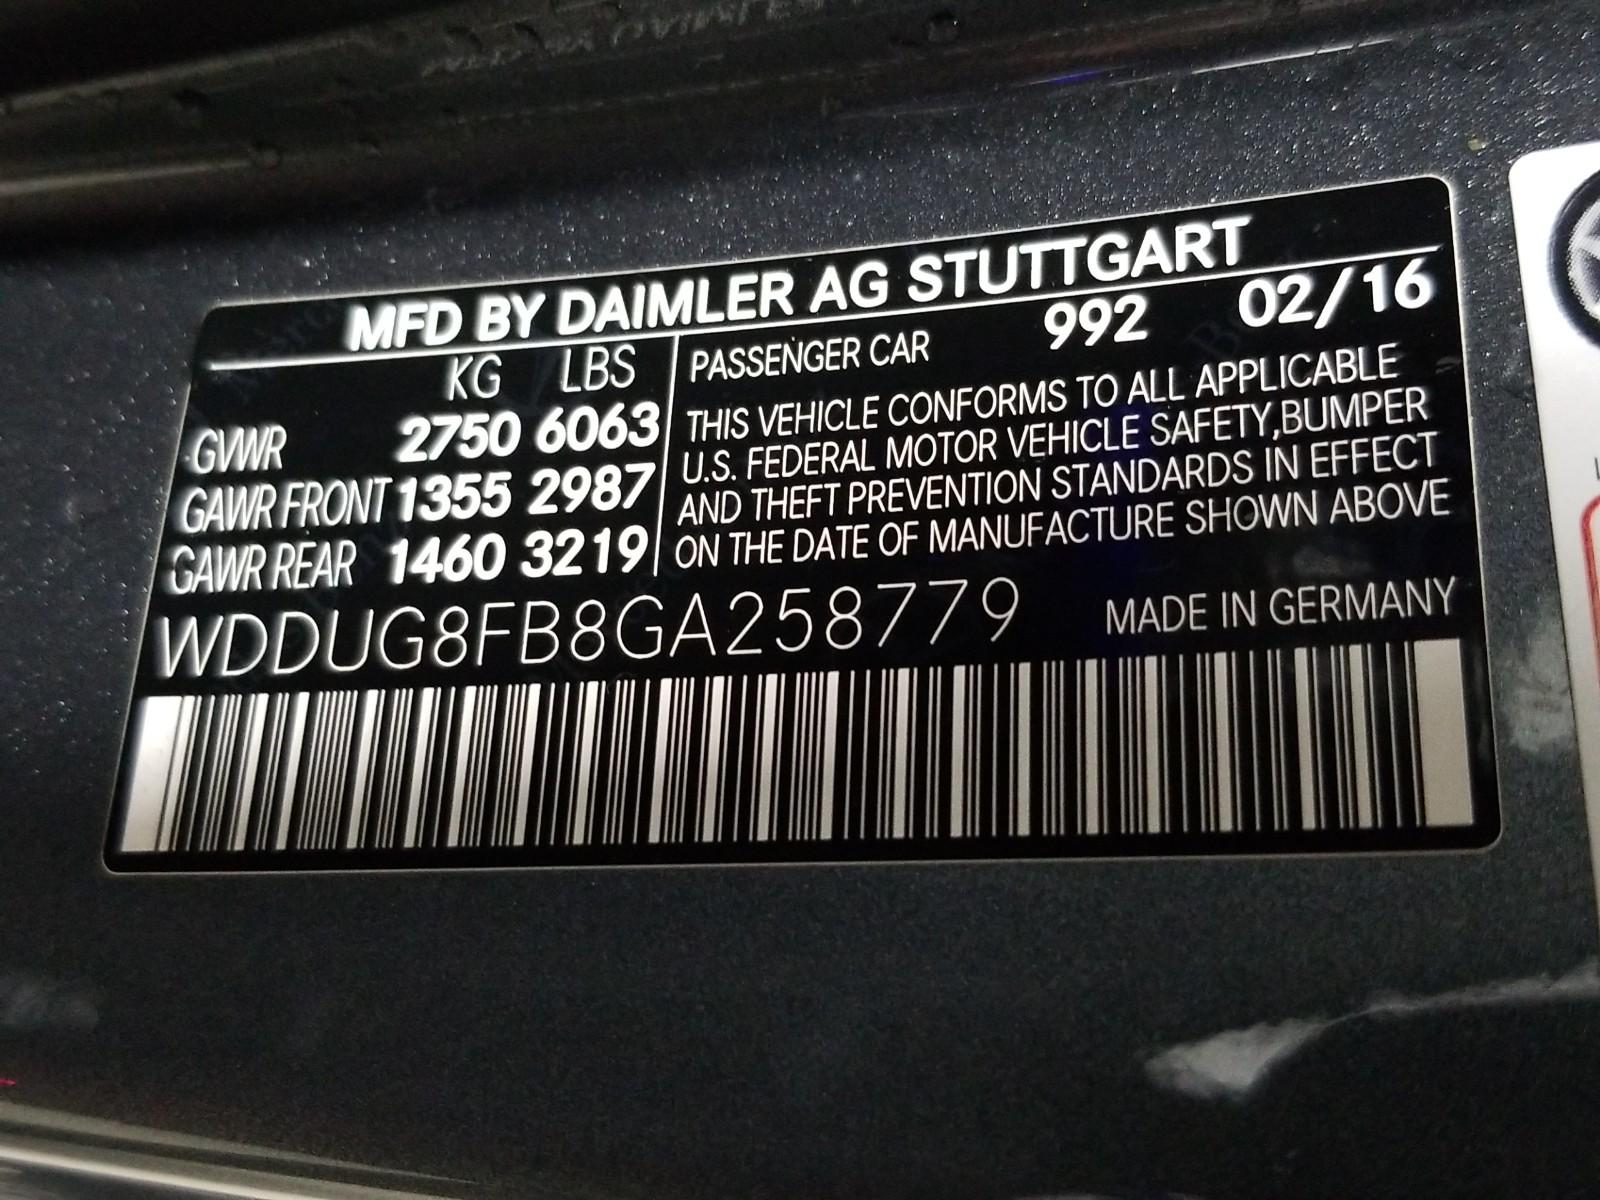 MFD BY DAIMLER AG STUTTGART
KG LBS
GVWR 2750 6063
GAWR FRONT 1355 2987
GAWR REAR 1460 3219
PASSENGER CAR 992 02/16
THIS VEHICLE CONFORMS TO ALL APPLICABLE
U.S. FEDERAL MOTOR VEHICLE SAFETY,BUMPER
AND THEFT PREVENTION STANDARDS IN EFFECT
ON THE DATE OF MANUFACTURE SHOWN ABOVE
WDDUG8FB8GA258779 MADE IN GERMANY